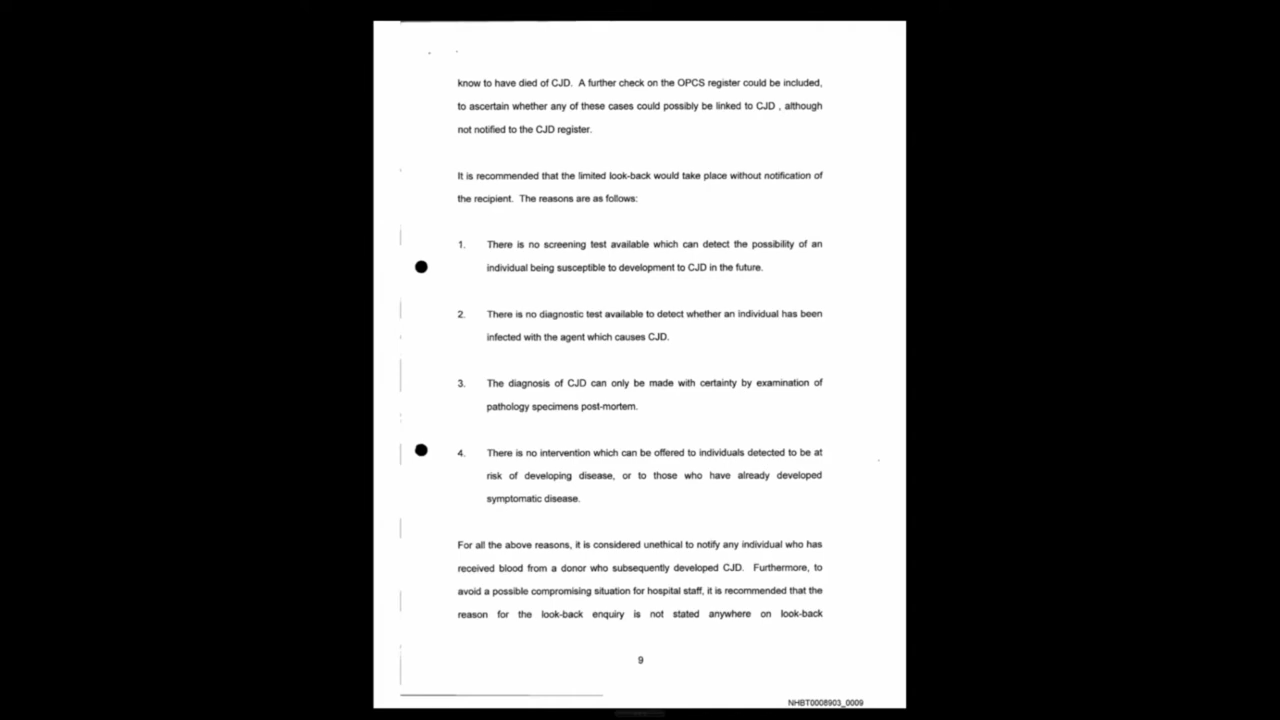 know to have died of CJD. A further check on the OPCS register could be included,
to ascertain whether any of these cases could possibly be linked to CJD , although
not notified to the CJD register.
It is recommended that the limited look-back would take place without notification of
the recipient. The reasons are as follows:
1. There is no screening test available which can detect the possibility of an
individual being susceptible to development to CJD in the future.
2. There is no diagnostic test available to detect whether an individual has been
infected with the agent which causes CJD.
3. The diagnosis of CJD can only be made with certainty by examination of
pathology specimens post-mortem.
4. There is no intervention which can be offered to individuals detected to be at
risk of developing disease, or to those who have already developed
symptomatic disease.
For all the above reasons, it is considered unethical to notify any individual who has
received blood from a donor who subsequently developed CJD. Furthermore, to
avoid a possible compromising situation for hospital staff, it is recommended that the
reason for the look-back enquiry is not stated anywhere on look-back
9
NHBT0008903_0009